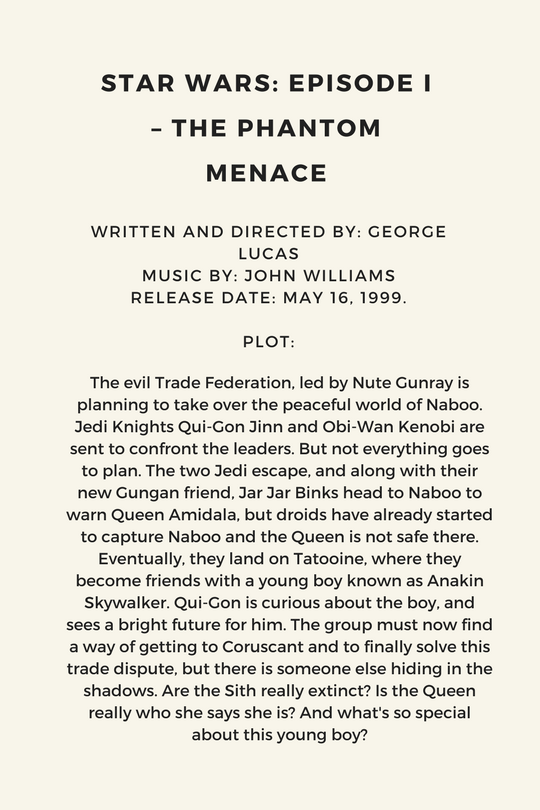 STAR WARS: EPISODE I
– THE PHANTOM
MENACE
WRITTEN AND DIRECTED BY: GEORGE
LUCAS
MUSIC BY: JOHN WILLIAMS
RELEASE DATE: MAY 16, 1999.
PLOT:
The evil Trade Federation, led by Nute Gunray is
planning to take over the peaceful world of Naboo.
Jedi Knights Qui-Gon Jinn and Obi-Wan Kenobi are
sent to confront the leaders. But not everything goes
to plan. The two Jedi escape, and along with their
new Gungan friend, Jar Jar Binks head to Naboo to
warn Queen Amidala, but droids have already started
to capture Naboo and the Queen is not safe there.
Eventually, they land on Tatooine, where they
become friends with a young boy known as Anakin
Skywalker. Qui-Gon is curious about the boy, and
sees a bright future for him. The group must now find
a way of getting to Coruscant and to finally solve this
trade dispute, but there is someone else hiding in the
shadows. Are the Sith really extinct? Is the Queen
really who she says she is? And what's so special
about this young boy?